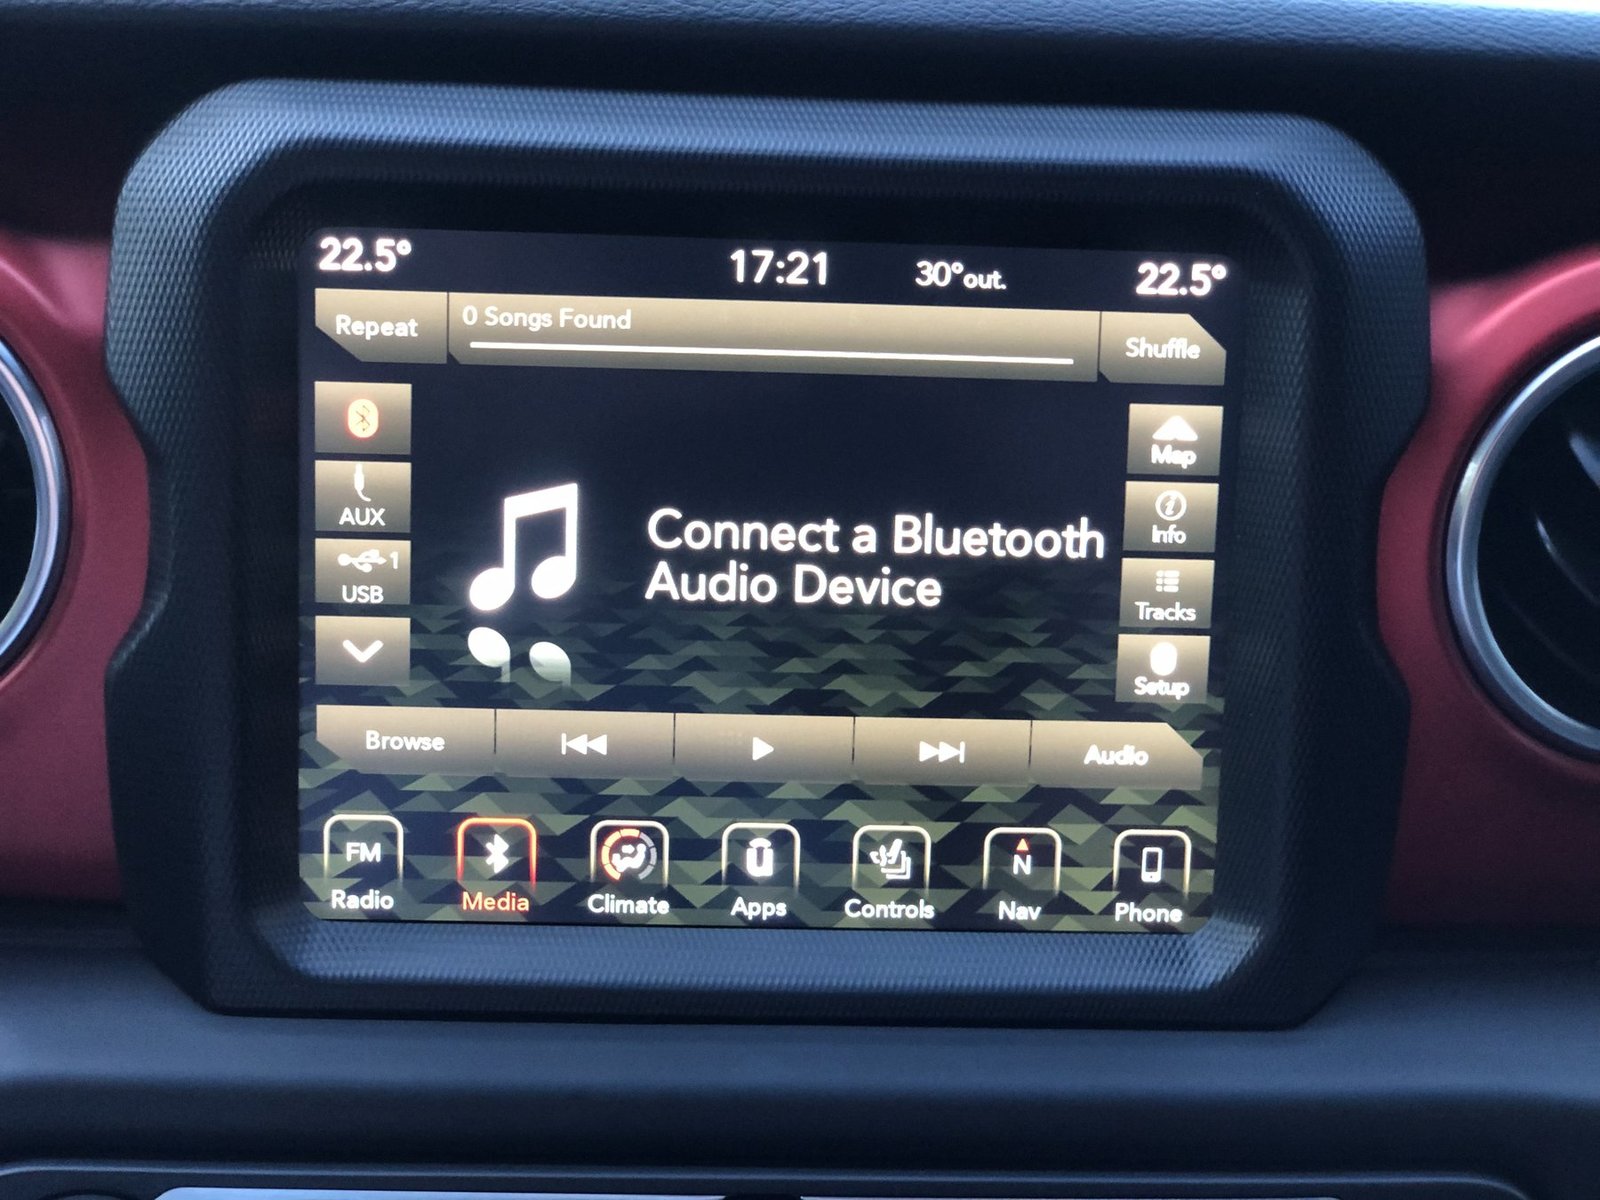 22.5°
17:21
30°out.
22.5°
Repeat
0 Songs Found
Shuffle
AUX
1
USB
Connect a Bluetooth
Audio Device
Map
Info
Tracks
Setup
Browse
Audio
FM
Radio
Media
Climate
Apps
Controls
N
Nav
Phone